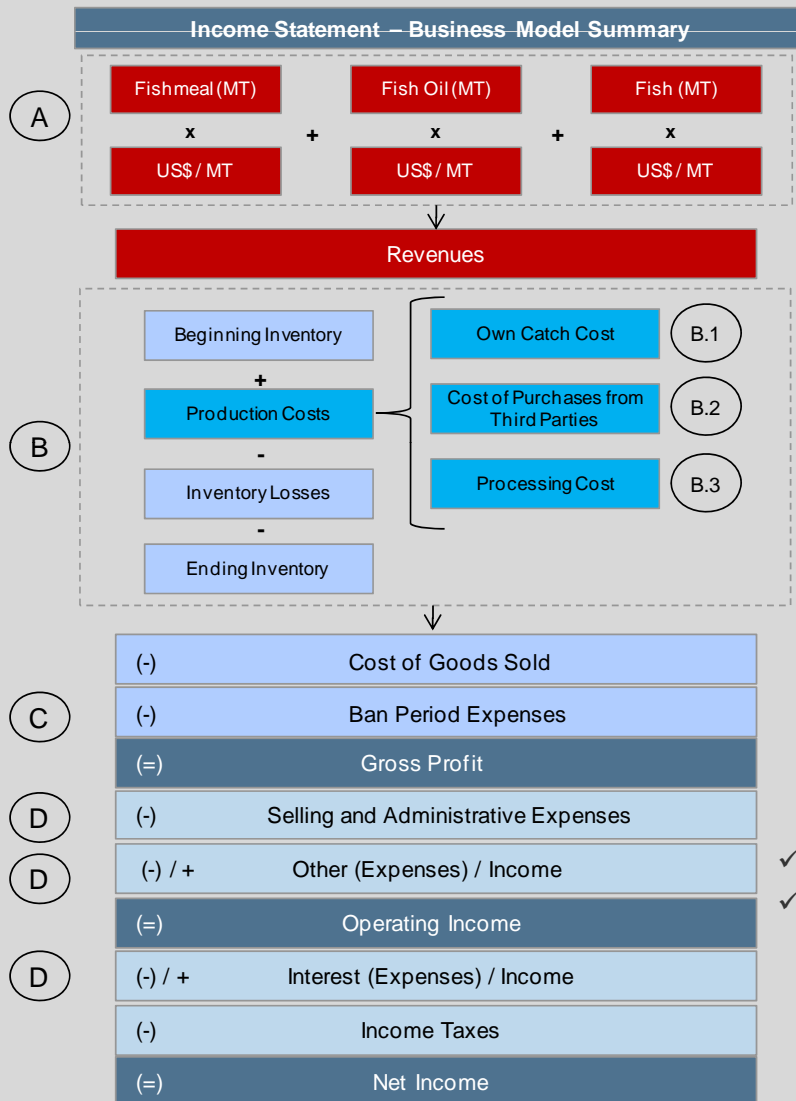 Income Statement – Business Model Summary
A
Fishmeal (MT)
x
US$ / MT
+
Fish Oil (MT)
x
US$ / MT
+
Fish (MT)
x
US$ / MT
Revenues
B
Beginning Inventory
+
Production Costs
-
Inventory Losses
-
Ending Inventory
Own Catch Cost
B.1
Cost of Purchases from
Third Parties
B.2
Processing Cost
B.3
(-) Cost of Goods Sold
C
(-) Ban Period Expenses
(=) Gross Profit
D
(-) Selling and Administrative Expenses
D
(-) / + Other (Expenses) / Income ✓
(=) Operating Income ✓
D
(-) / + Interest (Expenses) / Income
(-) Income Taxes
(=) Net Income